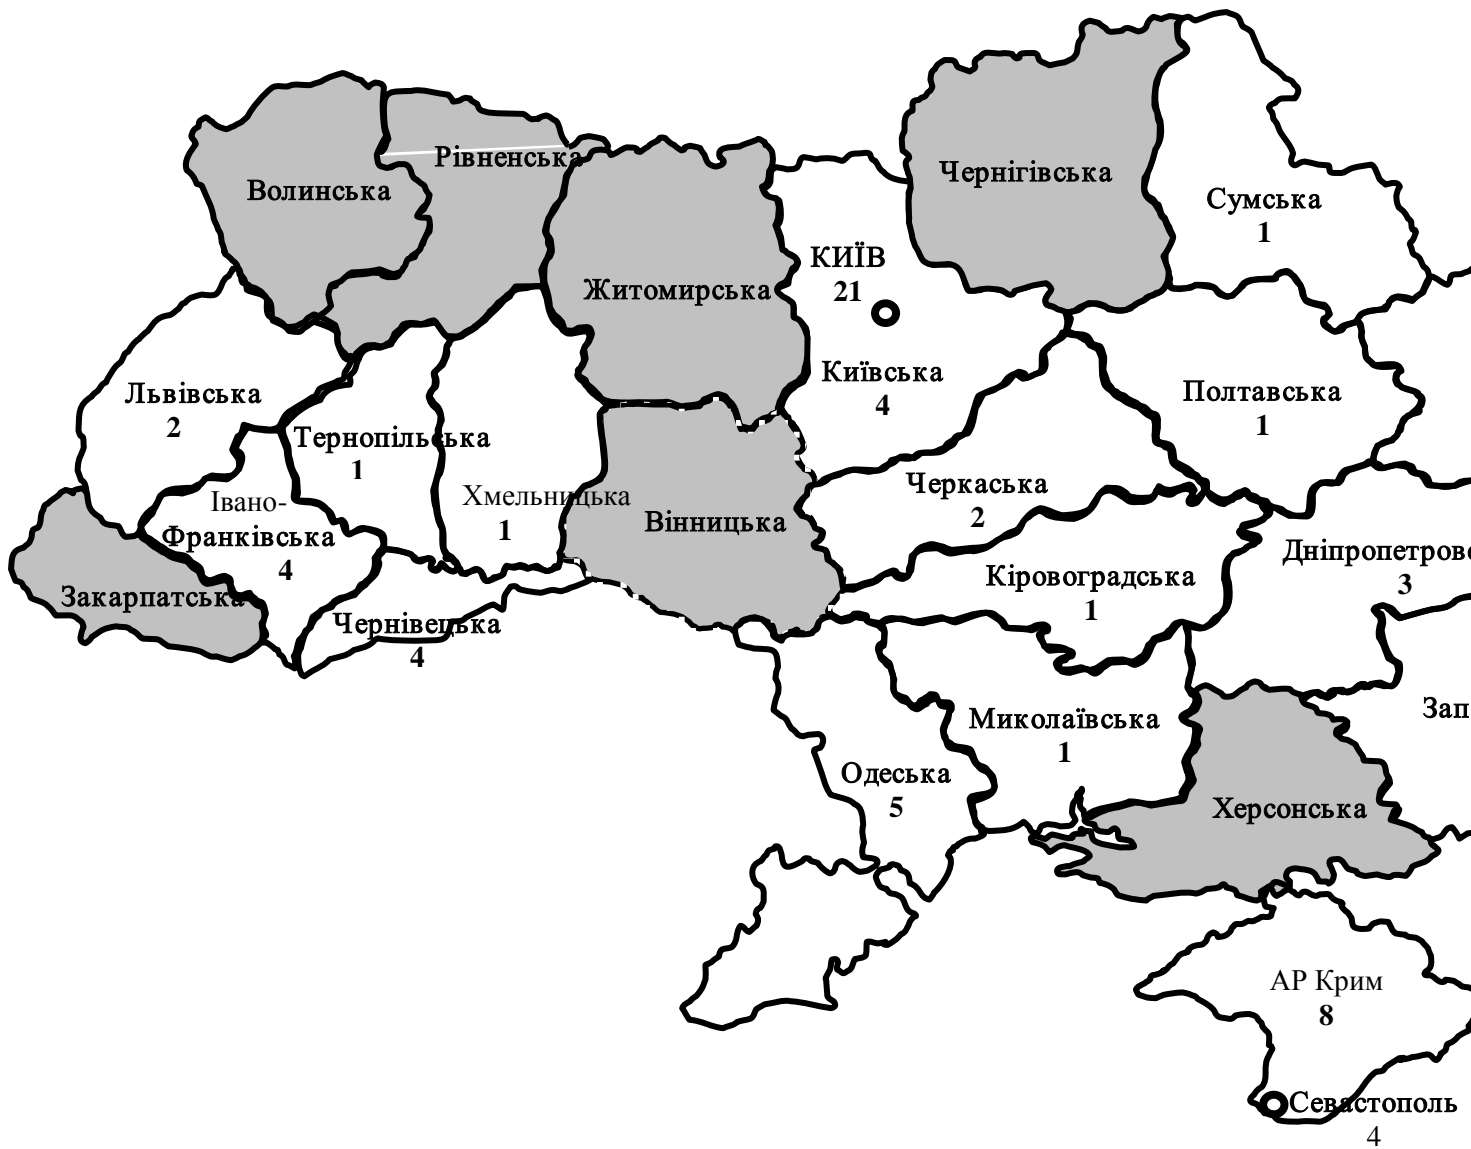 Рівненська
Волинська
Чернігівська
Сумська
1
КИЇВ
21
Житомирська
Київська
4
Львівська
2
Полтавська
1
Тернопільська
1
Хмельницька
1
Черкаська
2
Івано-
Франківська
4
Вінницька
Дніпропетровс
3
Кіровоградська
1
Закарпатська
Чернівецька
4
Миколаївська
1
Зап
Одеська
5
Херсонська
АР Крим
8
Севастополь
4